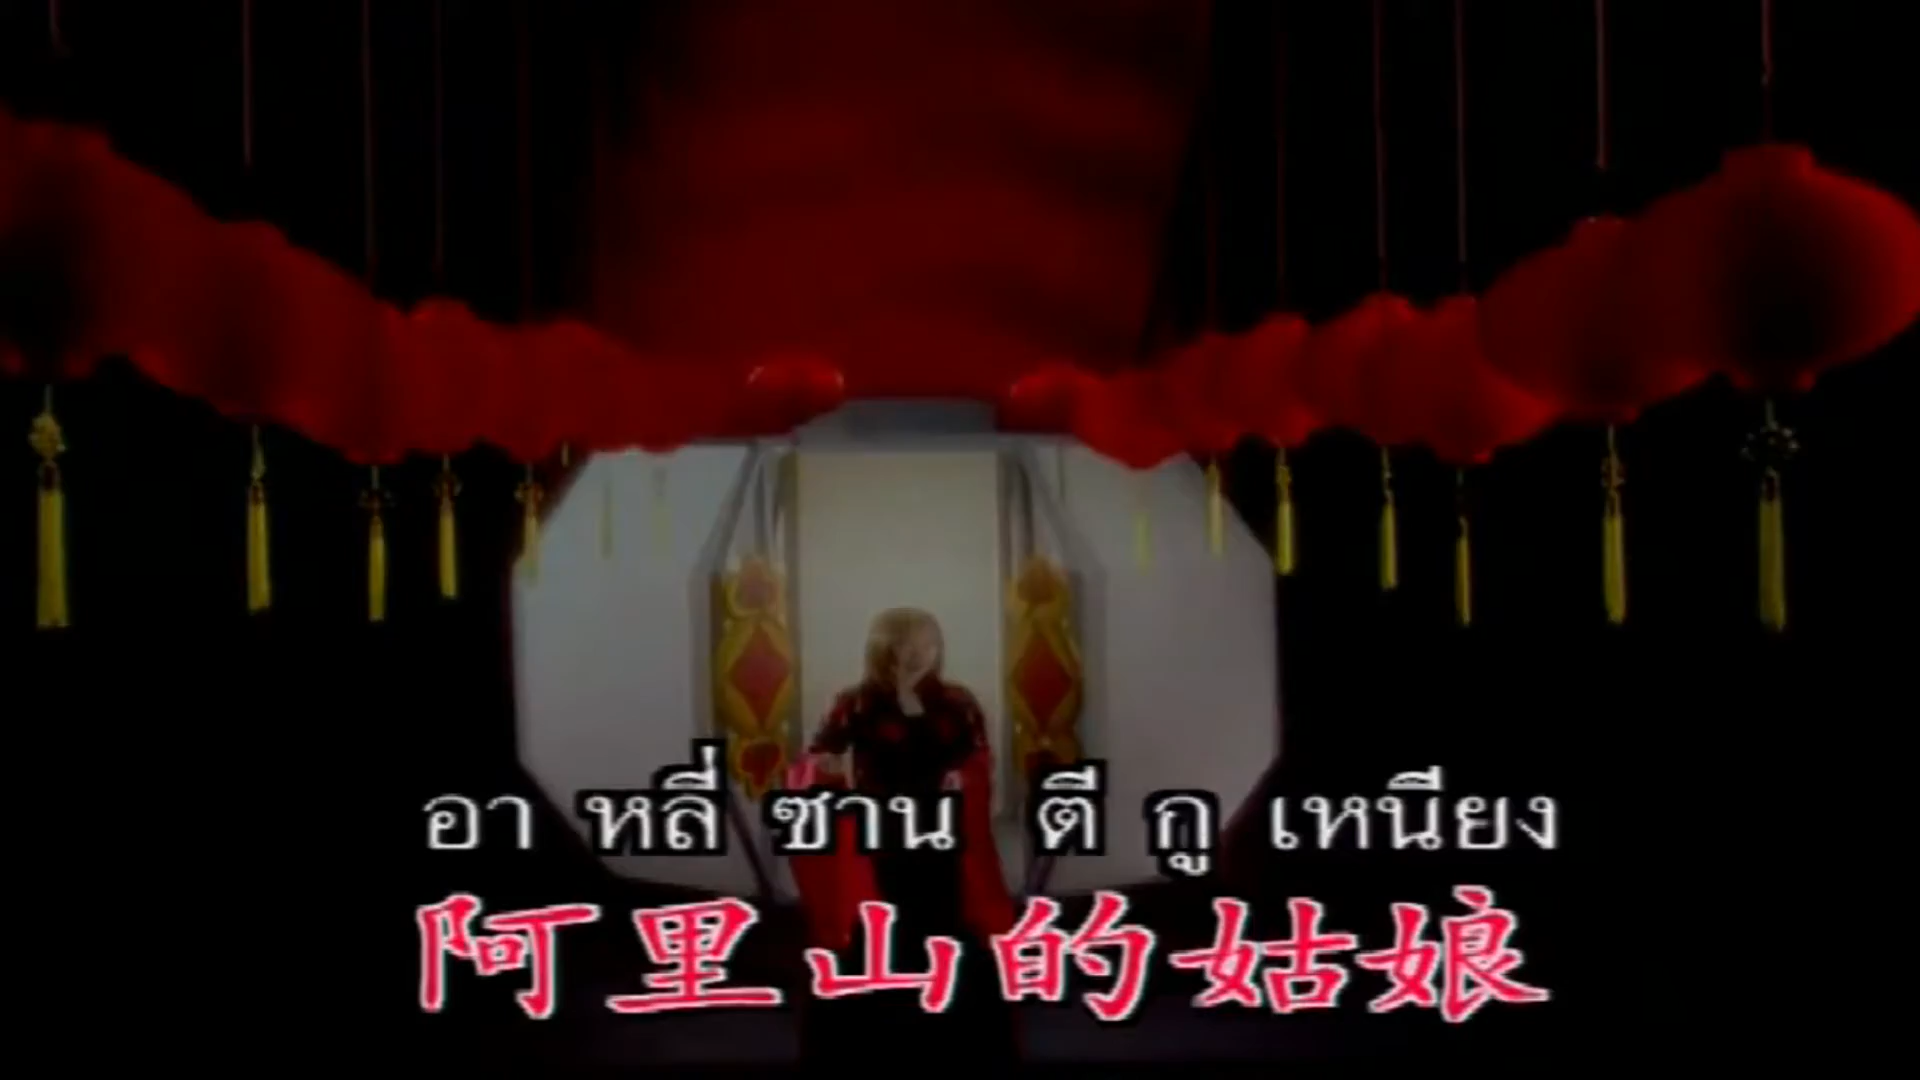 อา หลี่ ซาน ตี กู เหนียง
阿里山的姑娘